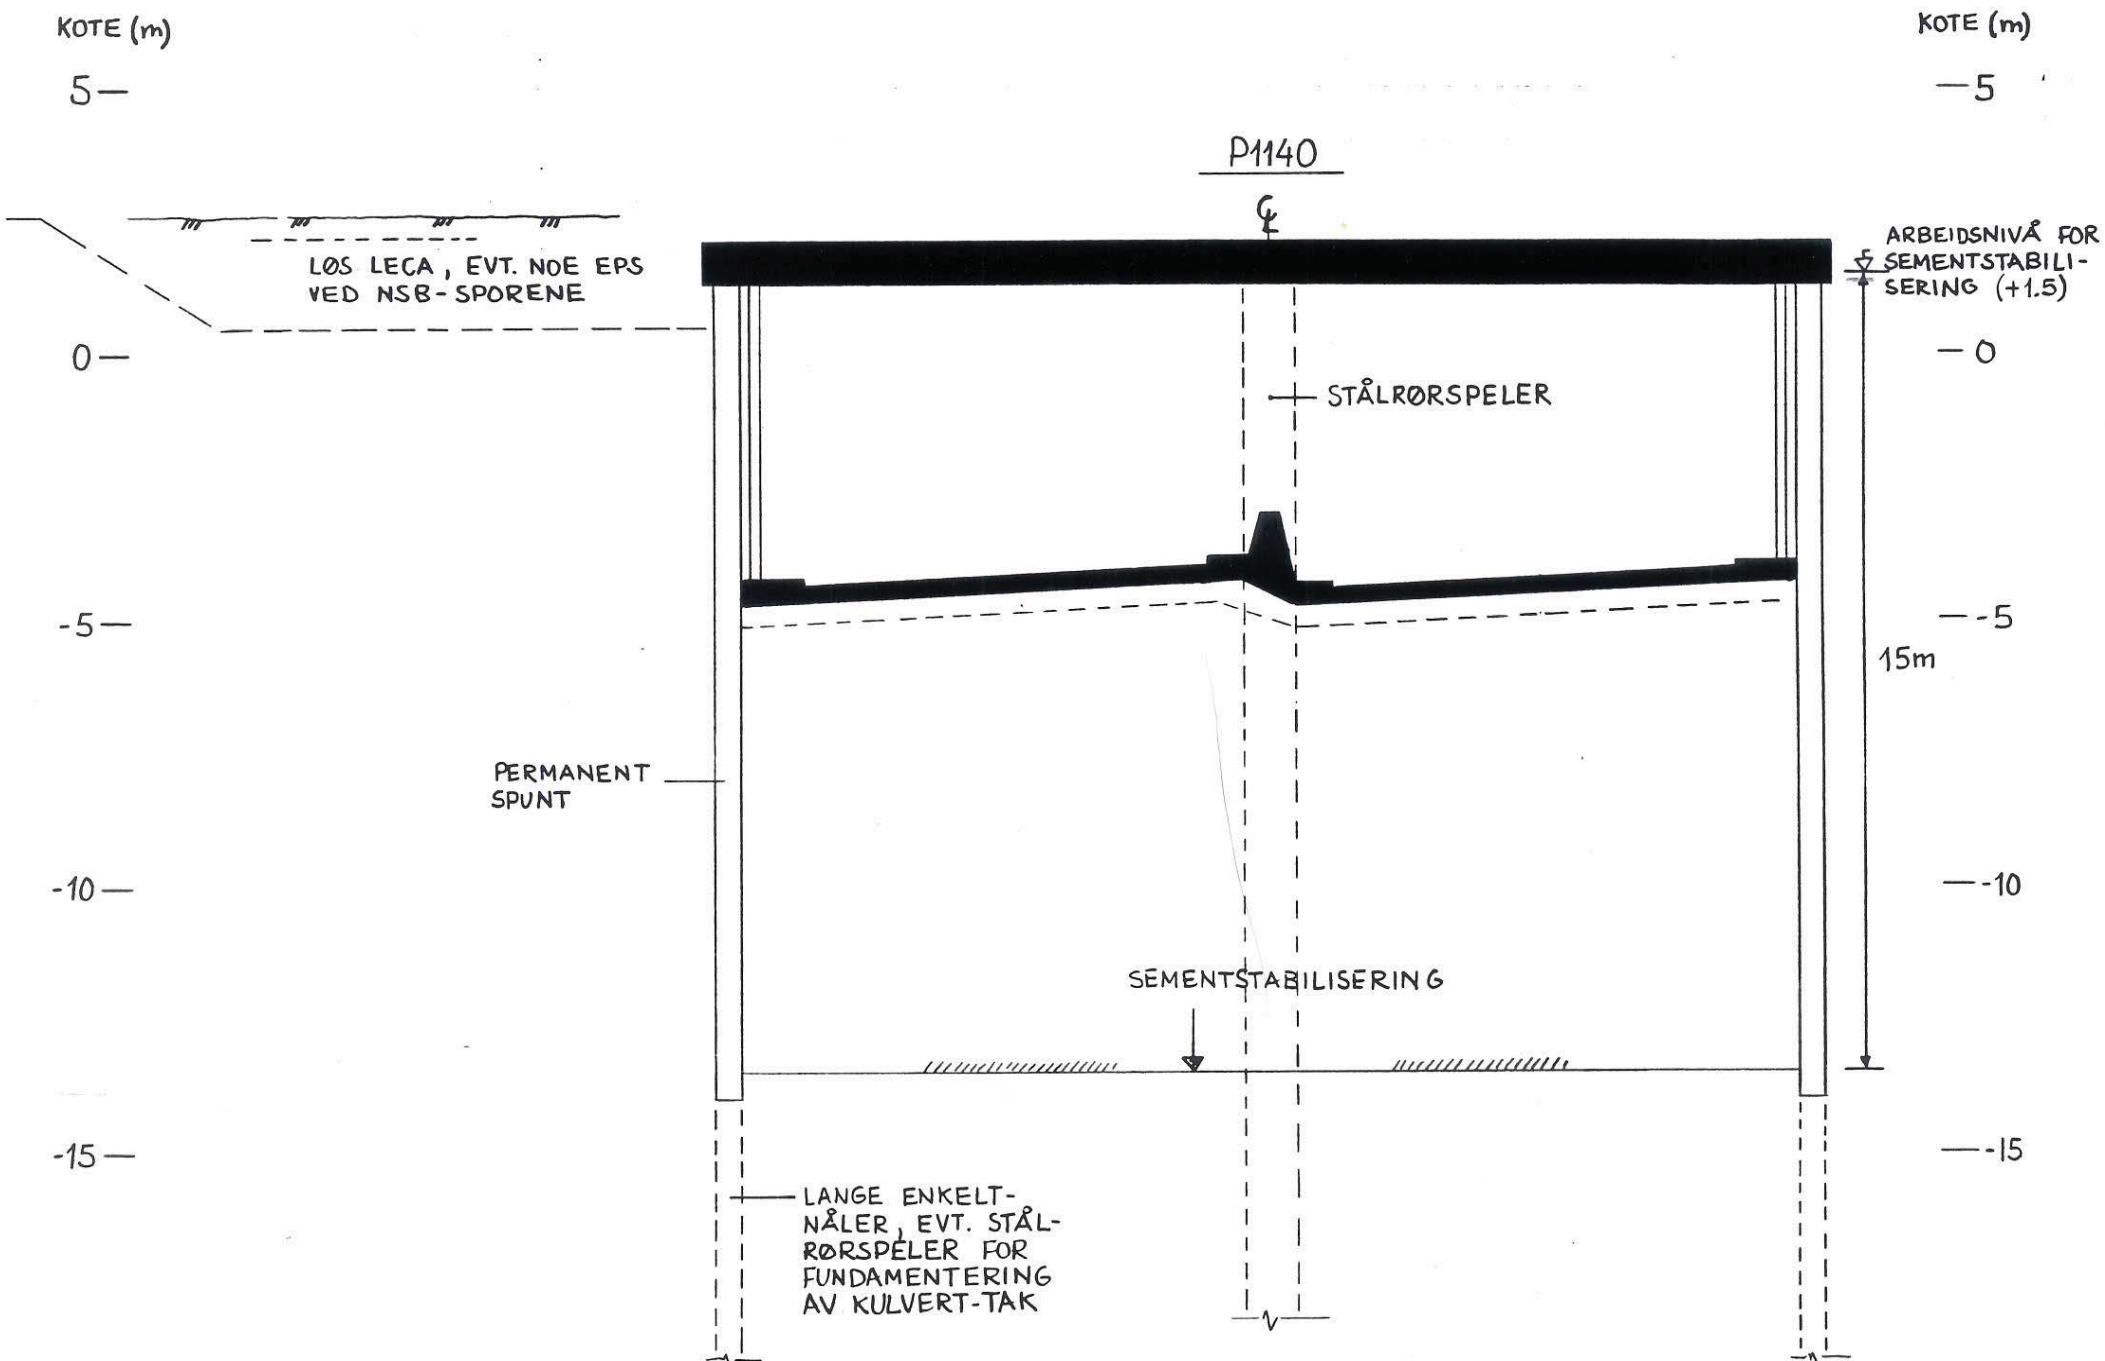 KOTE (m)
KOTE (m)
5
5
P1140
C̲L
ARBEIDSNIVÅ FOR
SEMENTSTABILI-
SERING (+1.5)
LØS LECA, EVT. NOE EPS
VED NSB-SPORENE
0
0
STÅLRØRSPELER
-5
-5
15m
PERMANENT
SPUNT
-10
-10
SEMENTSTABILISERING
-15
-15
LANGE ENKELT-
NÅLER, EVT. STÅL-
RØRSPELER FOR
FUNDAMENTERING
AV KULVERT-TAK